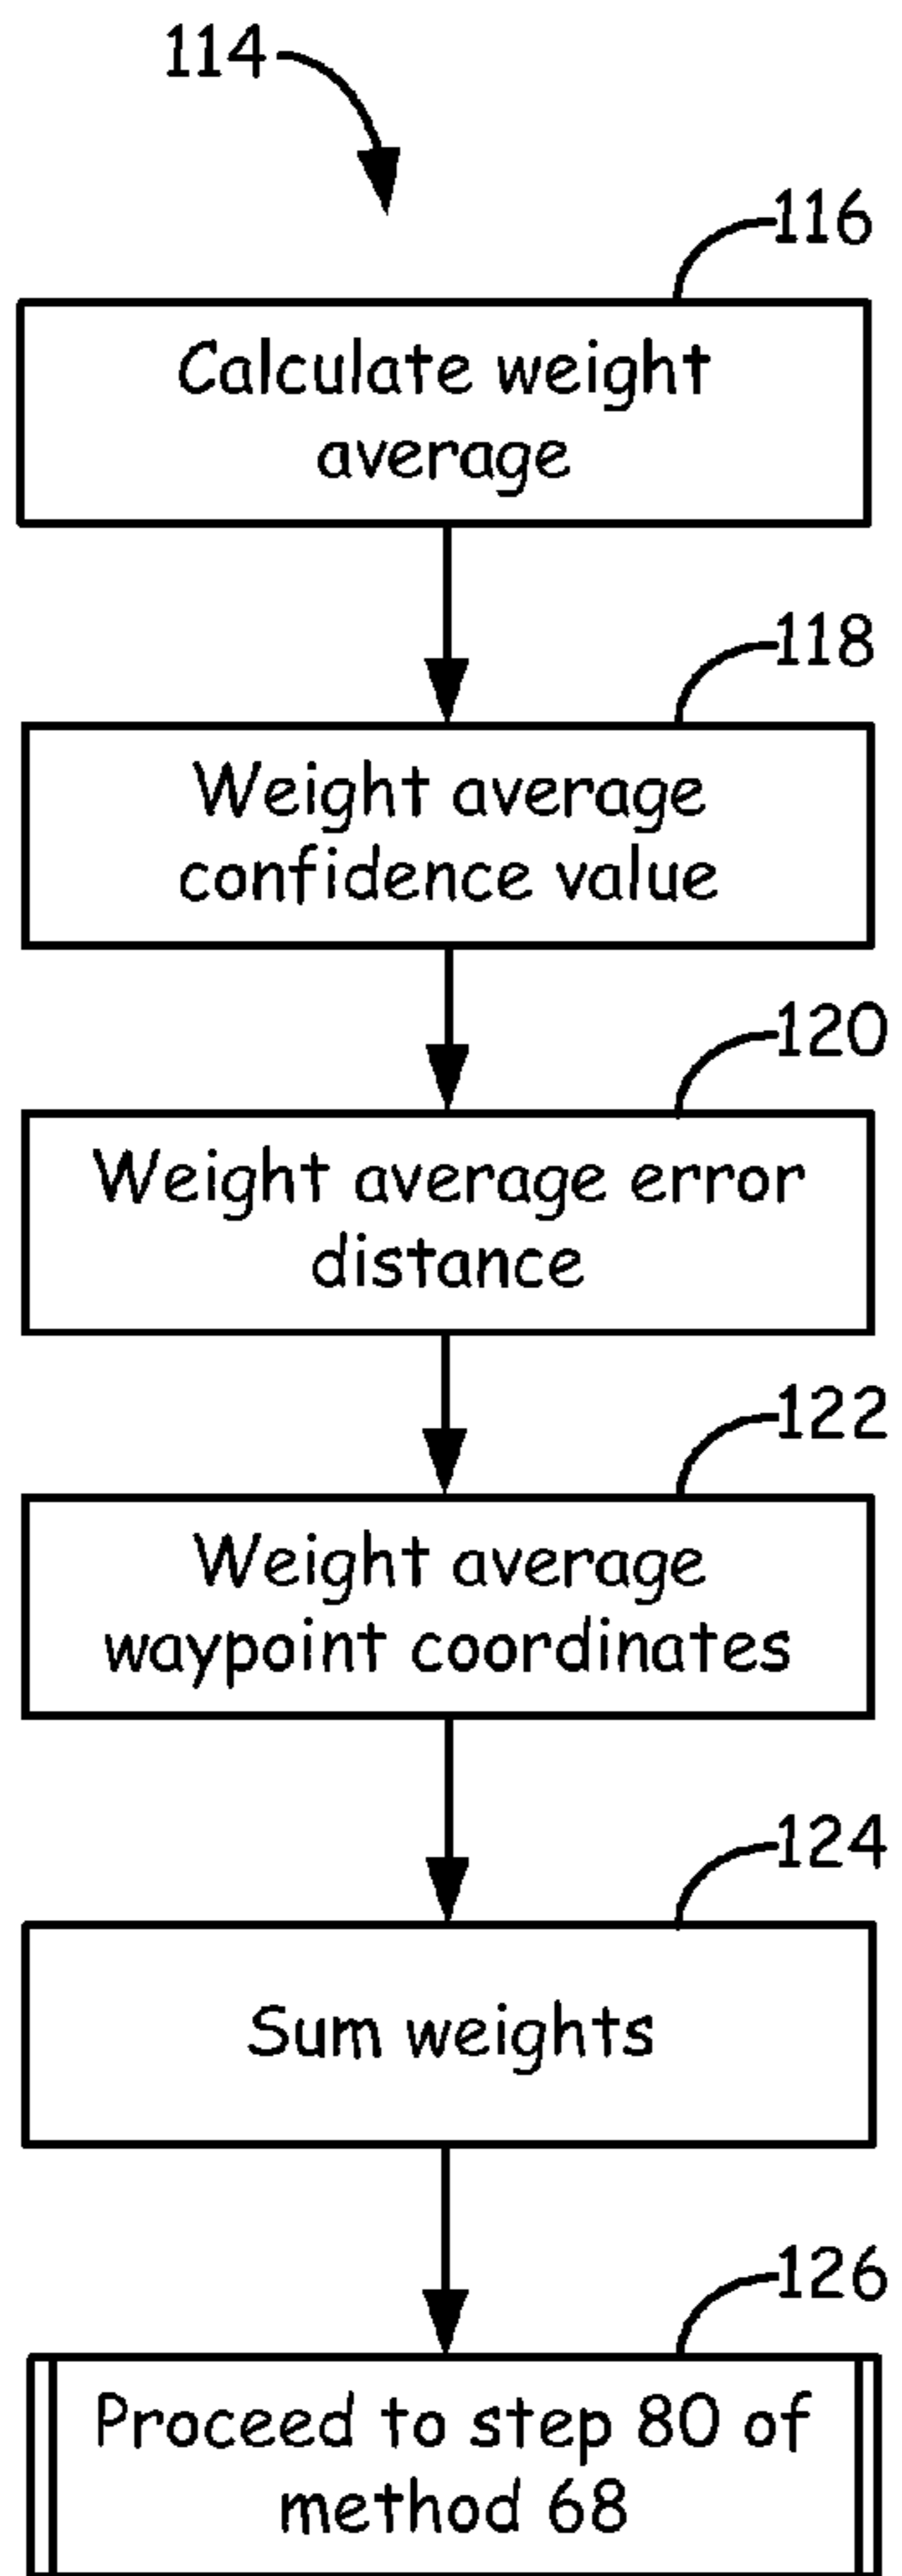 114
116
Calculate weight
average
118
Weight average
confidence value
120
Weight average error
distance
122
Weight average
waypoint coordinates
124
Sum weights
126
Proceed to step 80 of
method 68